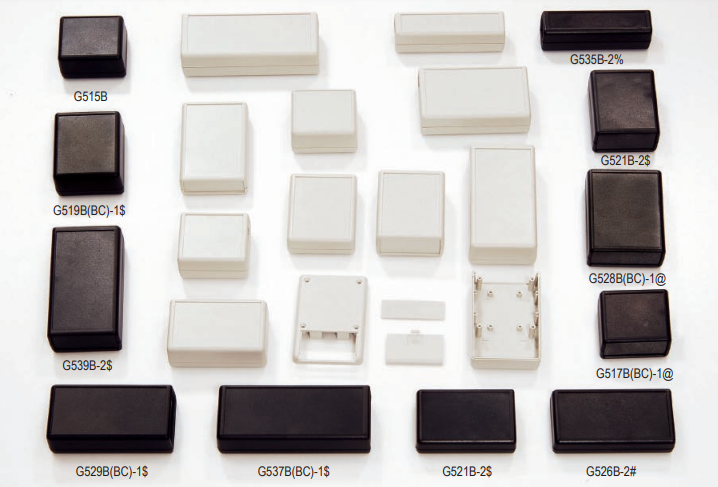 G535B-2%
G515B
G521B-2$
G519B(BC)-1$
G528B(BC)-1@
G539B-2$
G517B(BC)-1@
G529B(BC)-1$
G537B(BC)-1$
G521B-2$
G526B-2#